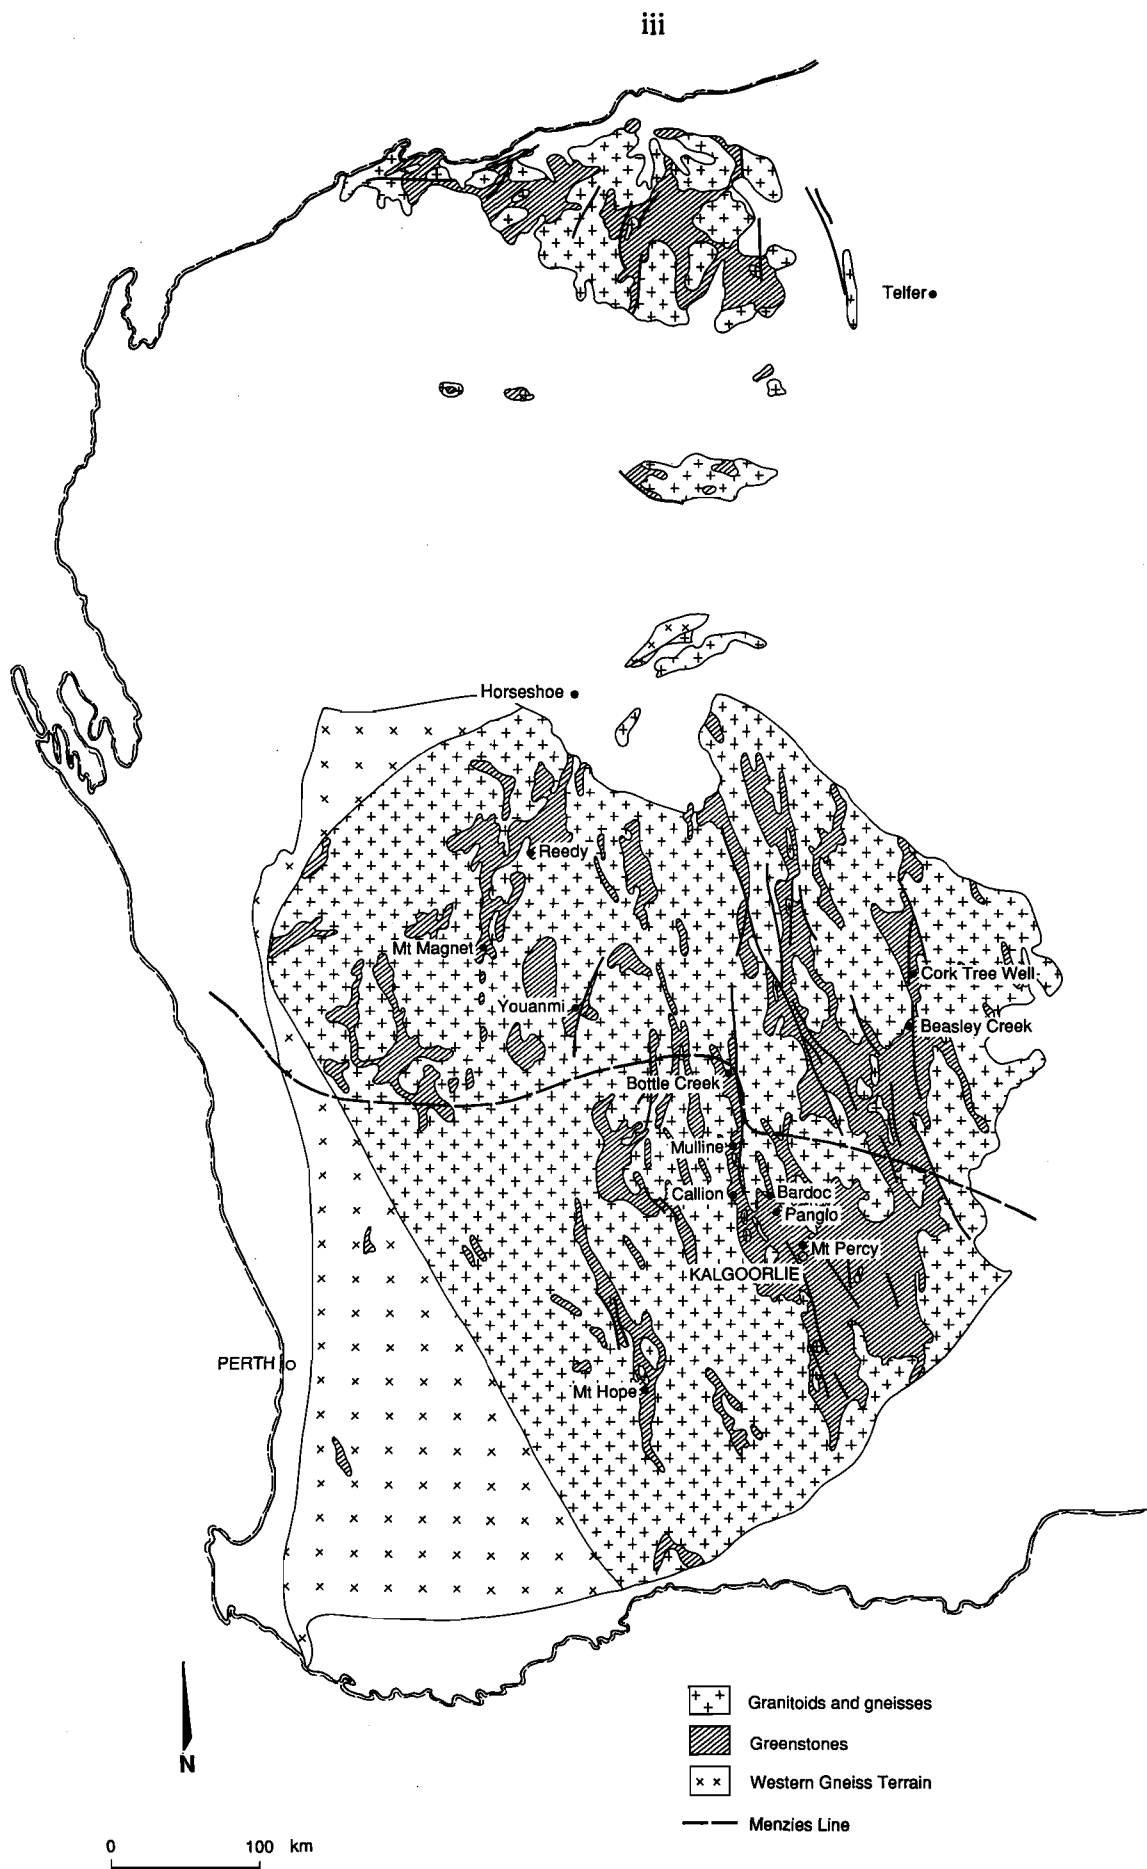 iii
Telfer
Horseshoe
Reedy
Mt Magnet
Cork Tree Well
Youanmi
Beasley Creek
Bottle Creek
Mulline
Callion
Bardoc
Panglo
Mt Percy
KALGOORLIE
PERTH
Mt Hope
Granitoids and gneisses
Greenstones
Western Gneiss Terrain
Menzies Line
N
0 100 km